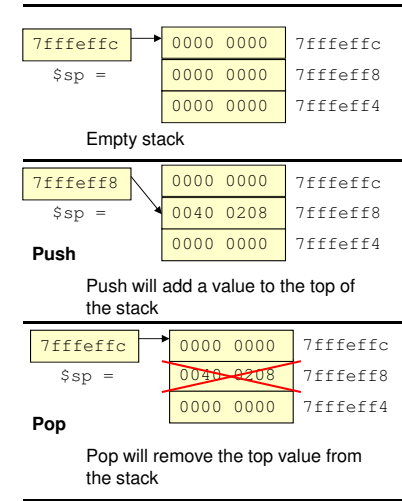 7fffeffc 0000 0000 7fffeffc
$sp = 0000 0000 7fffeff8
0000 0000 7fffeff4
Empty stack
7fffeff8 0000 0000 7fffeffc
$sp = 0040 0208 7fffeff8
0000 0000 7fffeff4
Push
Push will add a value to the top of
the stack
7fffeffc 0000 0000 7fffeffc
$sp = 0040 0208 7fffeff8
0000 0000 7fffeff4
Pop
Pop will remove the top value from
the stack